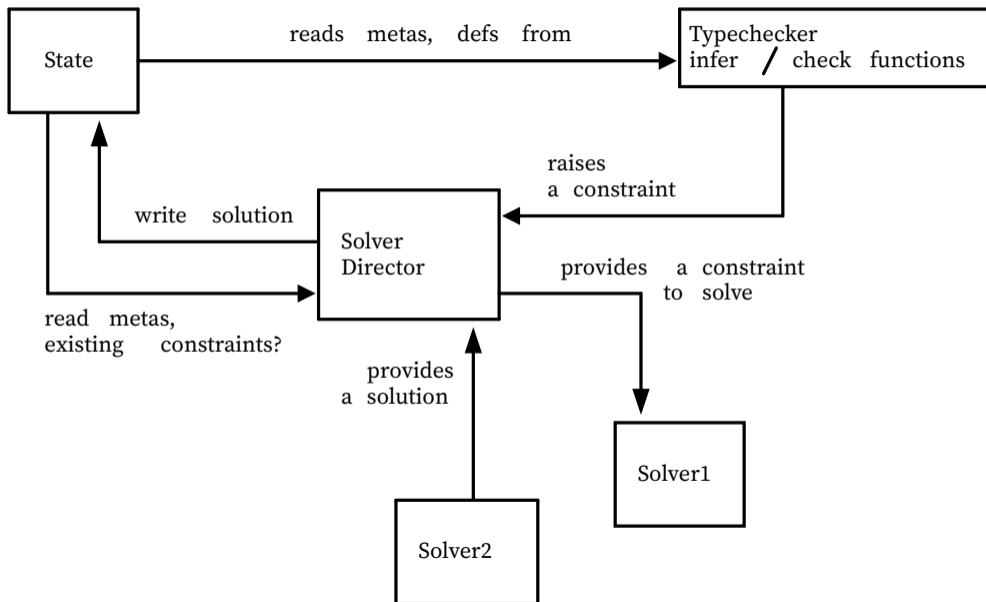 State
reads metas, defs from
Typechecker
infer / check functions
raises
a constraint
write solution
Solver
Director
provides a constraint
to solve
read metas,
existing constraints?
provides
a solution
Solver1
Solver2